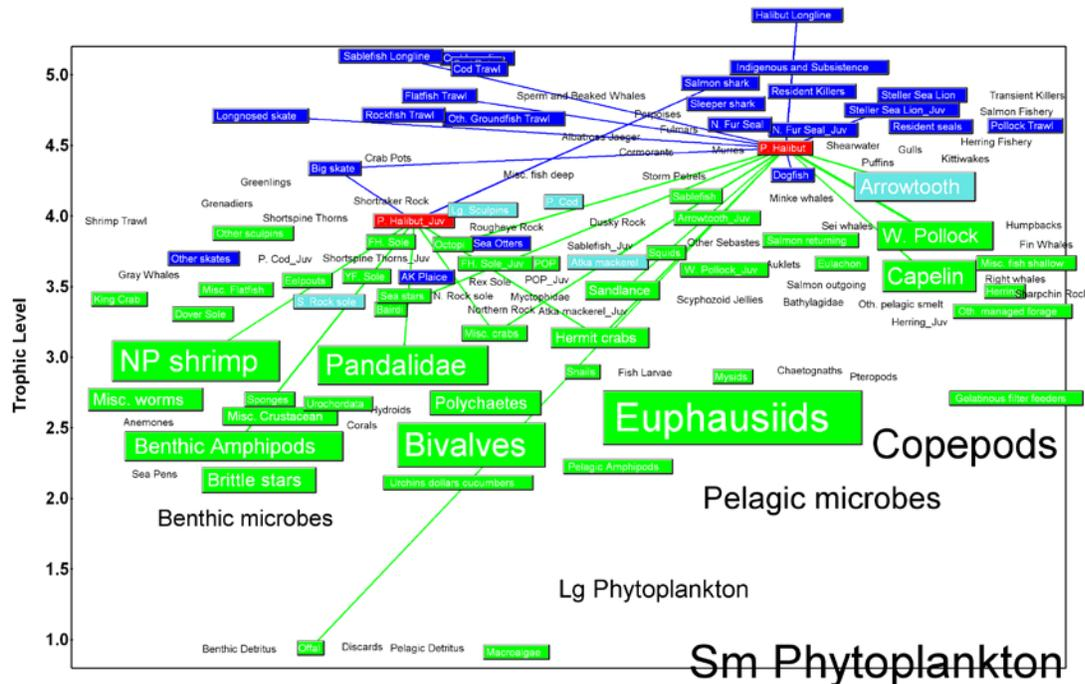 Halibut Longline
5.0
Sablefish Longline
Cod Trawl
Indigenous and Subsistence
Salmon shark
Resident Killers
Steller Sea Lion
Transient Killers
Flatfish Trawl
Sperm and Beaked Whales
Sleeper shark
Steller Sea Lion_Juv
Salmon Fishery
Longnosed skate
Rockfish Trawl
Oth. Groundfish Trawl
Porpoises
Fulmars
N. Fur Seal
N. Fur Seal_Juv
Resident seals
Pollock Trawl
4.5
Albatross Jaeger
Cormorants
Murres
P. Halibut
Shearwater
Gulls
Herring Fishery
Kittiwakes
Crab Pots
Big skate
Misc. fish deep
Storm Petrels
Dogfish
Puffins
Arrowtooth
Greenlings
Shortraker Rock
Sablefish
Minke whales
Grenadiers
4.0
Shrimp Trawl
Shortspine Thorns
P. Halibut_Juv
Lg. Sculpins
P. Cod
Dusky Rock
Arrowtooth_Juv
Sei whales
Humpbacks
Other sculpins
Rougheye Rock
W. Pollock
FH. Sole
Octopi
Sea Otters
Sablefish_Juv
Squids
Other Sebastes
Salmon returning
Fin Whales
Other skates
P. Cod_Juv
Shortspine Thorns_Juv
FH. Sole_Juv
POP
Atka mackerel
W. Pollock_Juv
Auklets
Eulachon
Misc. fish shallow
Gray Whales
Eelpouts
YF. Sole
AK Plaice
Rex Sole
POP_Juv
Salmon outgoing
Capelin
Right whales
3.5
King Crab
Misc. Flatfish
S. Rock sole
Sea stars
N. Rock sole
Myctophidae
Sandlance
Scyphozoid Jellies
Bathylagidae
Oth. pelagic smelt
Herring
Sharpchin Rock
Dover Sole
Bairdi
Northern Rock
Atka mackerel_Juv
Herring_Juv
Oth. managed forage
Misc. crabs
Hermit crabs
3.0
NP shrimp
Pandalidae
Snails
Fish Larvae
Mysids
Chaetognaths
Pteropods
Trophic Level
Misc. worms
Sponges
Urochordata
Hydroids
Polychaetes
Gelatinous filter feeders
Misc. Crustacean
Euphausiids
2.5
Anemones
Corals
Benthic Amphipods
Bivalves
Copepods
Sea Pens
Brittle stars
Urchins dollars cucumbers
Pelagic Amphipods
2.0
Pelagic microbes
Benthic microbes
1.5
Lg Phytoplankton
1.0
Benthic Detritus
Offal
Discards
Pelagic Detritus
Macroalgae
Sm Phytoplankton